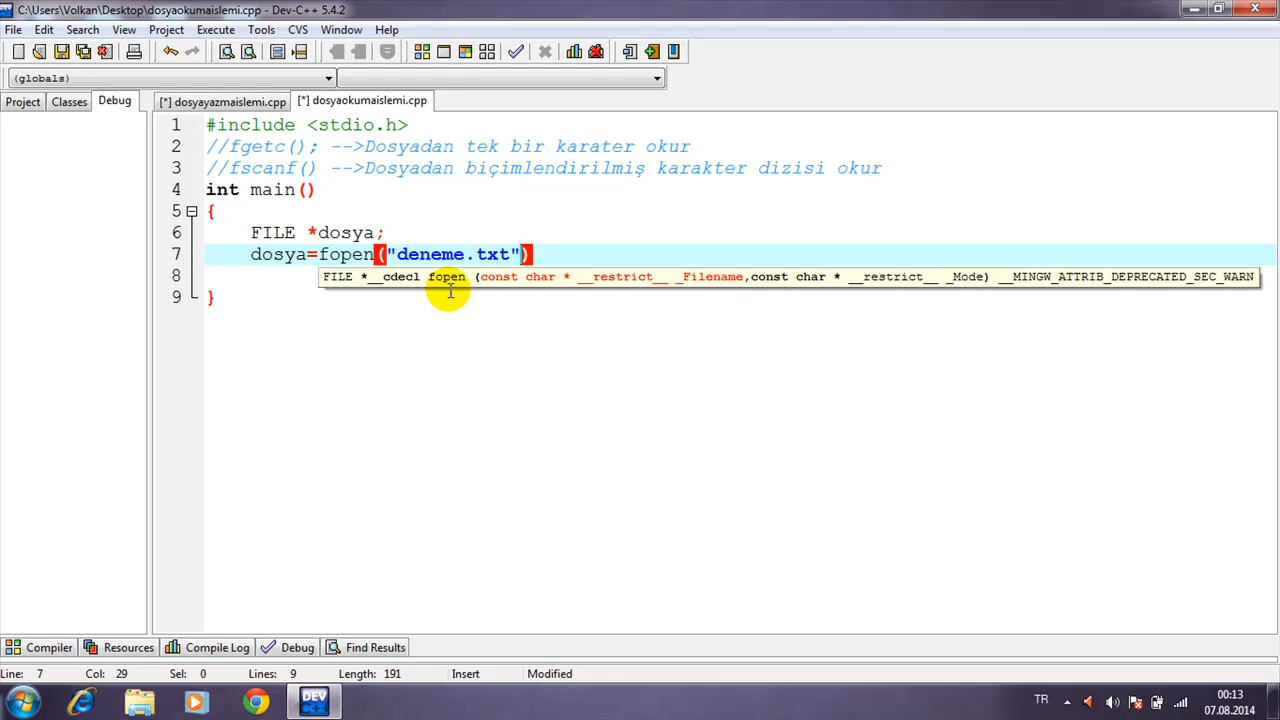 C:\Users\Volkan\Desktop\dosyaokumaislemi.cpp - Dev-C++ 5.4.2
File Edit Search View Project Execute Tools CVS Window Help
(globals)
Project Classes Debug [*] dosyayazmaislemi.cpp [*] dosyaokumaislemi.cpp
1 #include <stdio.h>
2 //fgetc(); -->Dosyadan tek bir karater okur
3 //fscanf() -->Dosyadan biçimlendirilmiş karakter dizisi okur
4 int main()
5 {
6 FILE *dosya;
7 dosya=fopen("deneme.txt")
8 FILE *__cdecl fopen (const char * __restrict__ _Filename,const char * __restrict__ _Mode) __MINGW_ATTRIB_DEPRECATED_SEC_WARN
9 }
Compiler Resources Compile Log Debug Find Results
Line: 7 Col: 29 Sel: 0 Lines: 9 Length: 191 Insert Modified
DEV C++
TR 00:13
07.08.2014